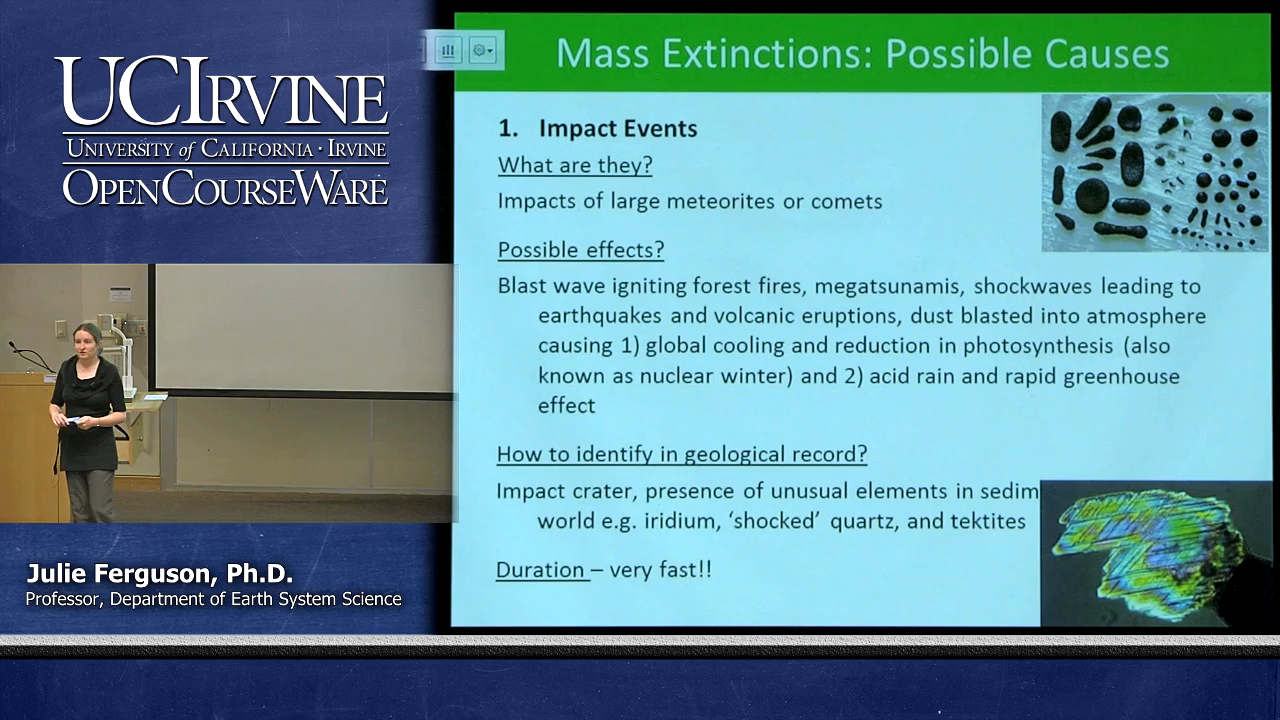 UCIRVINE
UNIVERSITY of CALIFORNIA · IRVINE
OPENCOURSEWARE
Julie Ferguson, Ph.D.
Professor, Department of Earth System Science
Mass Extinctions: Possible Causes
1. Impact Events
What are they?
Impacts of large meteorites or comets
Possible effects?
Blast wave igniting forest fires, megatsunamis, shockwaves leading to
earthquakes and volcanic eruptions, dust blasted into atmosphere
causing 1) global cooling and reduction in photosynthesis (also
known as nuclear winter) and 2) acid rain and rapid greenhouse
effect
How to identify in geological record?
Impact crater, presence of unusual elements in sedim
world e.g. iridium, ‘shocked’ quartz, and tektites
Duration – very fast!!